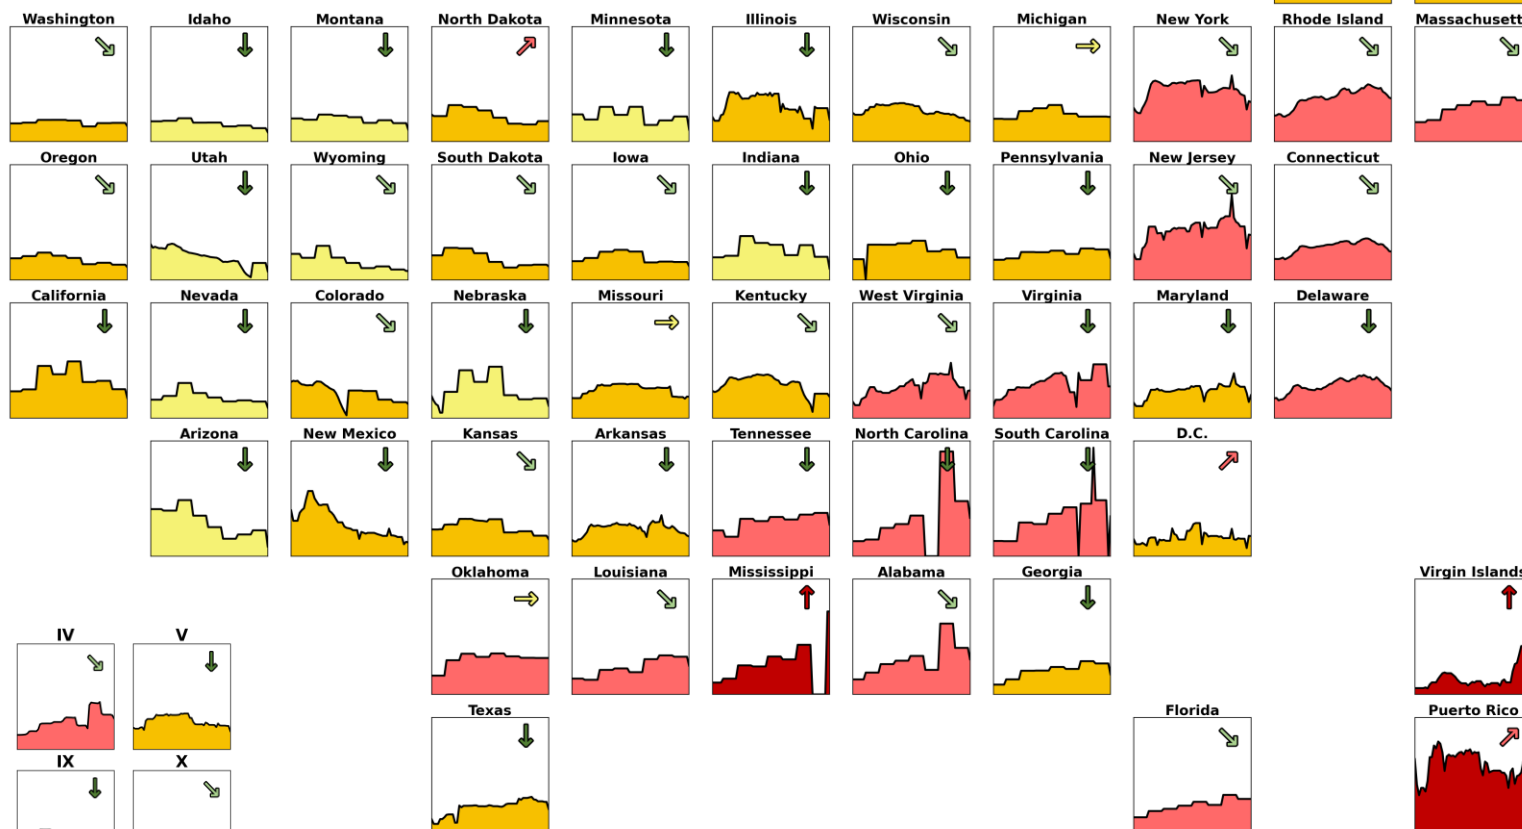 Washington Idaho Montana North Dakota Minnesota Illinois Wisconsin Michigan New York Rhode Island Massachusett
Oregon Utah Wyoming South Dakota Iowa Indiana Ohio Pennsylvania New Jersey Connecticut
California Nevada Colorado Nebraska Missouri Kentucky West Virginia Virginia Maryland Delaware
Arizona New Mexico Kansas Arkansas Tennessee North Carolina South Carolina D.C.
Oklahoma Louisiana Mississippi Alabama Georgia Virgin Islands
IV V
Texas Florida Puerto Rico
IX X